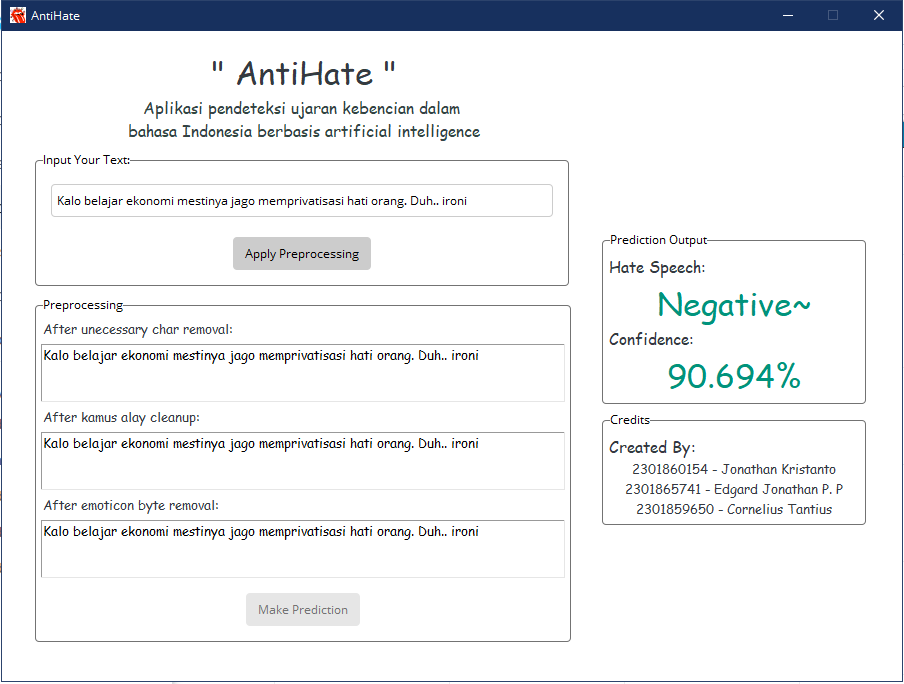 AntiHate
" AntiHate "
Aplikasi pendeteksi ujaran kebencian dalam
bahasa Indonesia berbasis artificial intelligence
Input Your Text:
Kalo belajar ekonomi mestinya jago memprivatisasi hati orang. Duh.. ironi
Apply Preprocessing
Preprocessing
After unecessary char removal:
Kalo belajar ekonomi mestinya jago memprivatisasi hati orang. Duh.. ironi
After kamus alay cleanup:
Kalo belajar ekonomi mestinya jago memprivatisasi hati orang. Duh.. ironi
After emoticon byte removal:
Kalo belajar ekonomi mestinya jago memprivatisasi hati orang. Duh.. ironi
Make Prediction
Prediction Output
Hate Speech:
Negative~
Confidence:
90.694%
Credits
Created By:
2301860154 - Jonathan Kristanto
2301865741 - Edgard Jonathan P. P
2301859650 - Cornelius Tantius